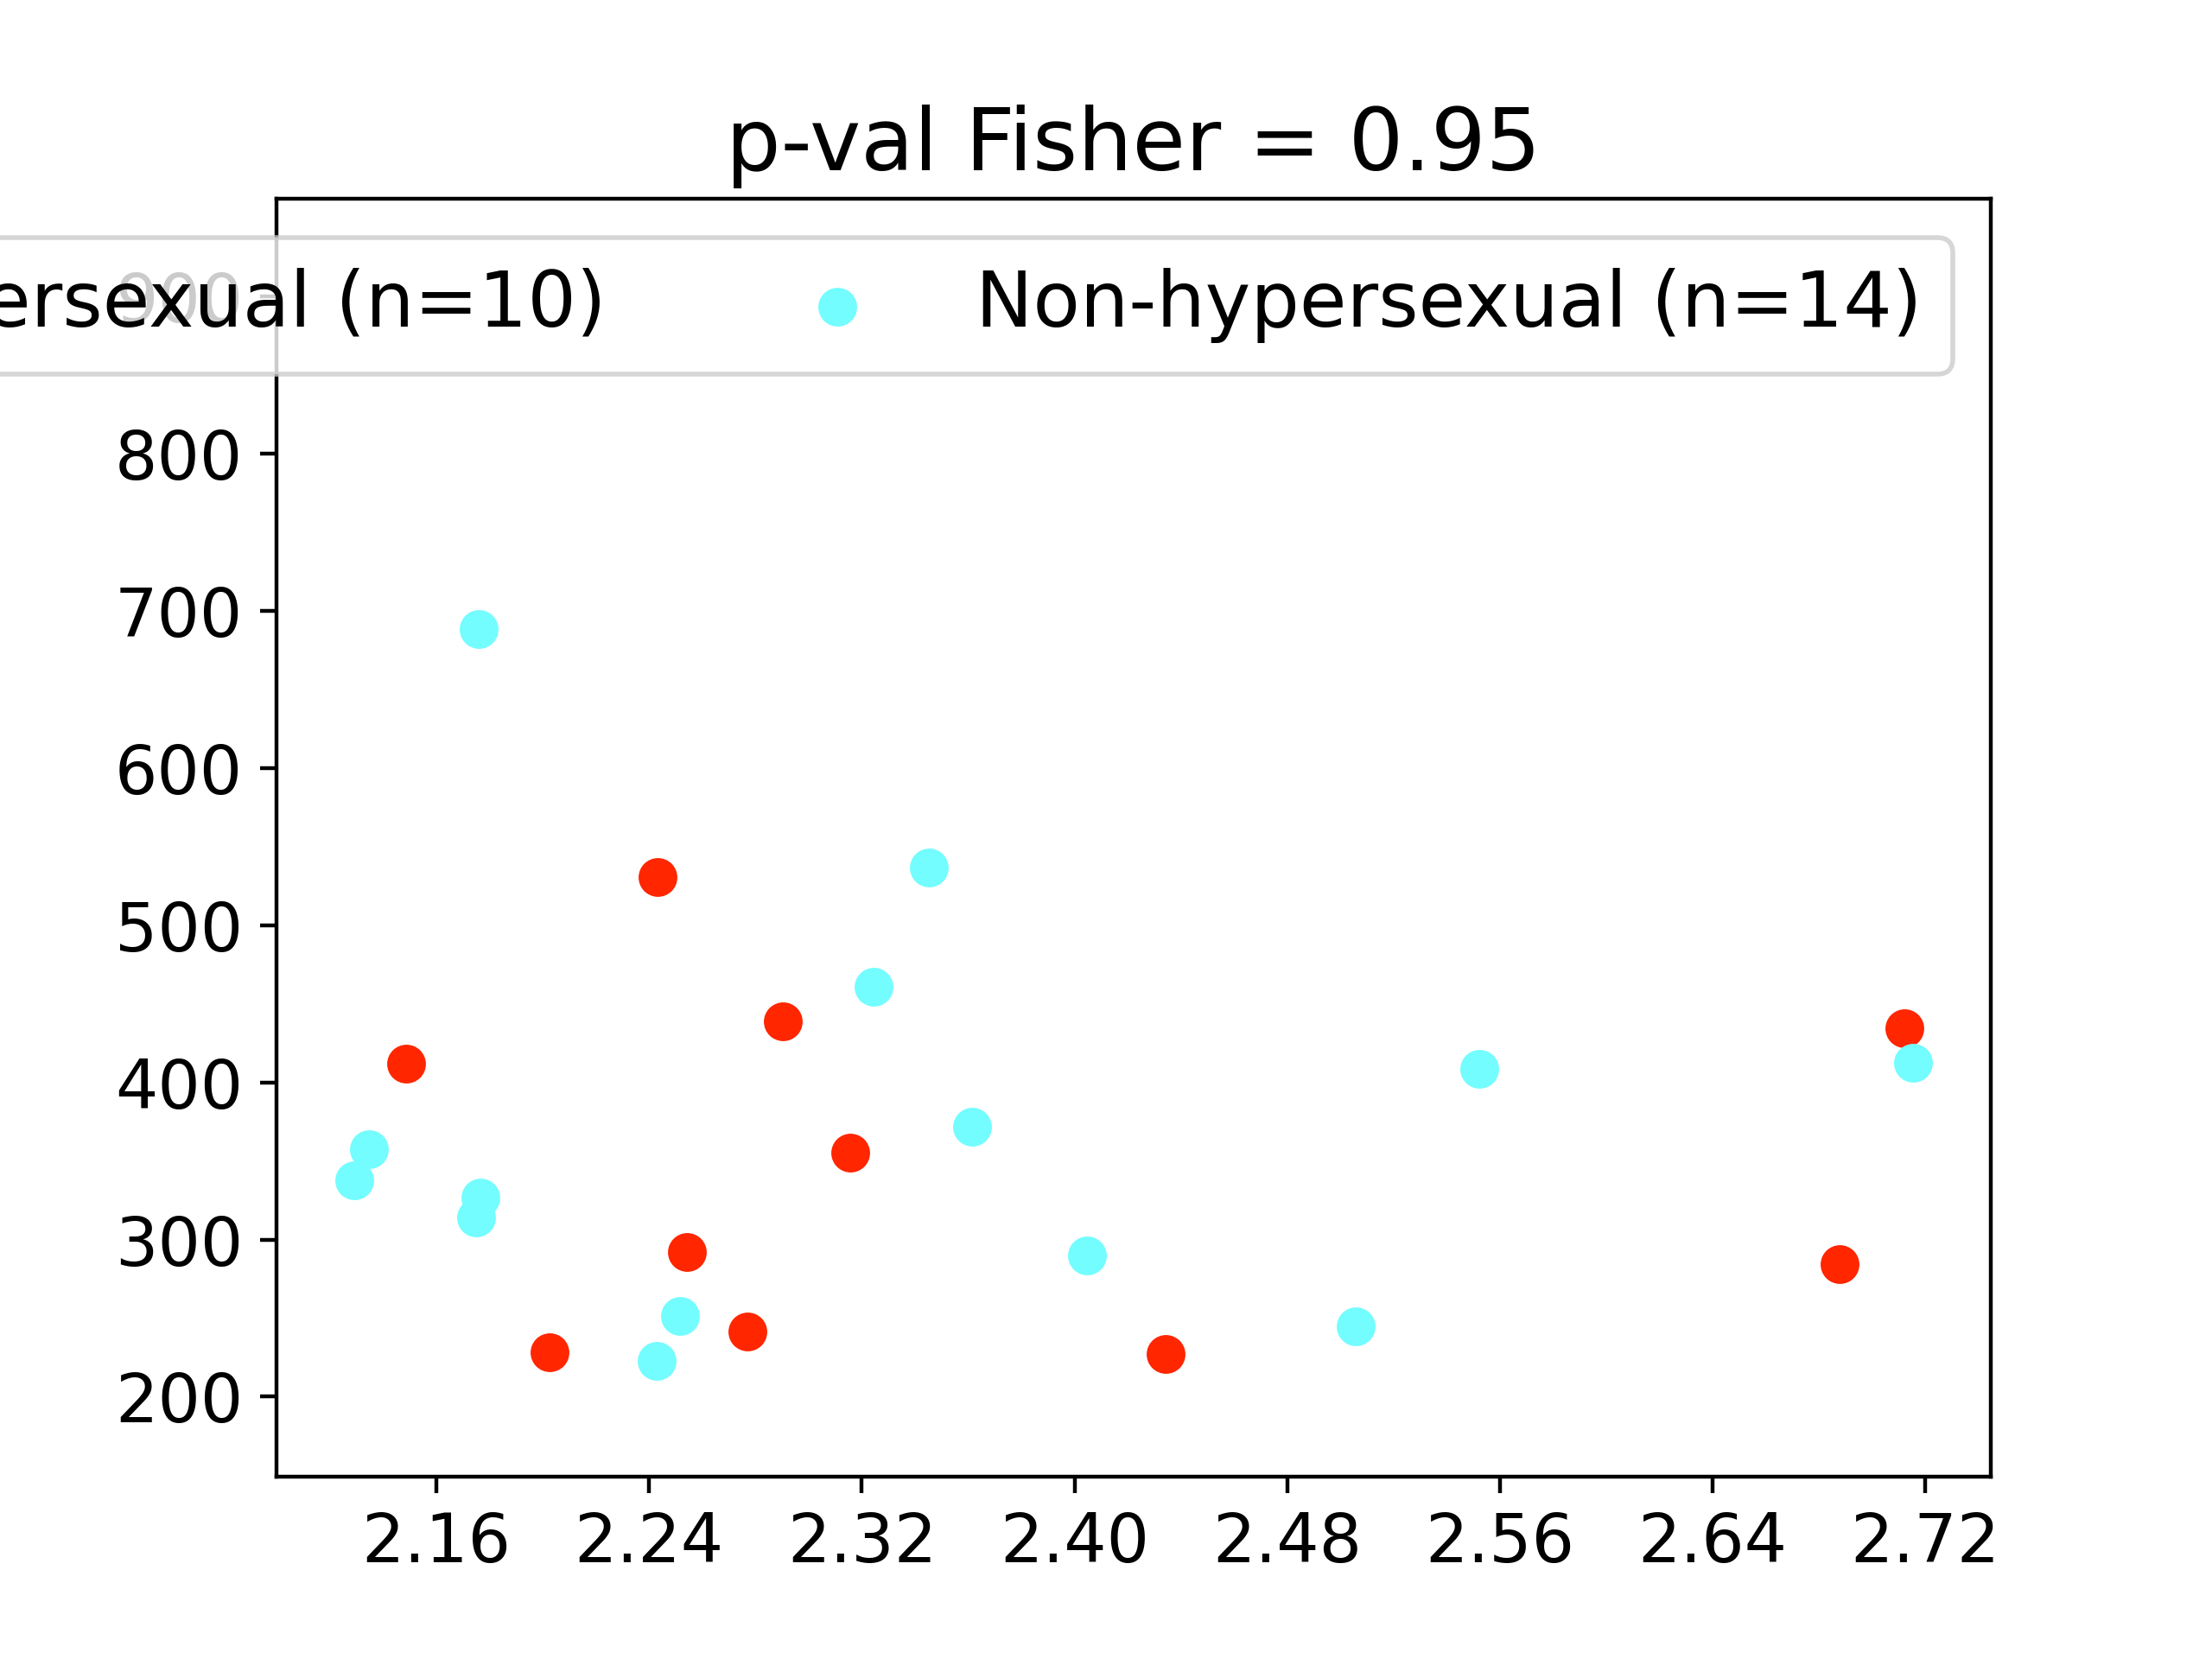 p-val Fisher = 0.95
ersexual (n=10) Non-hypersexual (n=14)
900
800
700
600
500
400
300
200
2.16 2.24 2.32 2.40 2.48 2.56 2.64 2.72